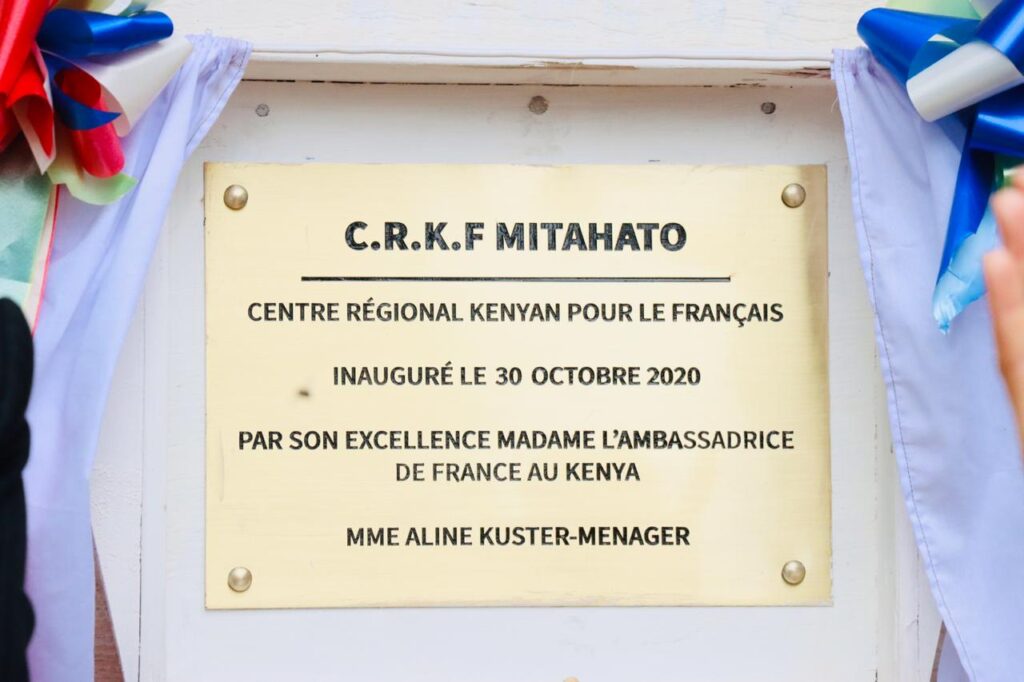 C.R.K.F MITAHATO
CENTRE RÉGIONAL KENYAN POUR LE FRANÇAIS
INAUGURÉ LE 30 OCTOBRE 2020
PAR SON EXCELLENCE MADAME L'AMBASSADRICE
DE FRANCE AU KENYA
MME ALINE KUSTER-MENAGER